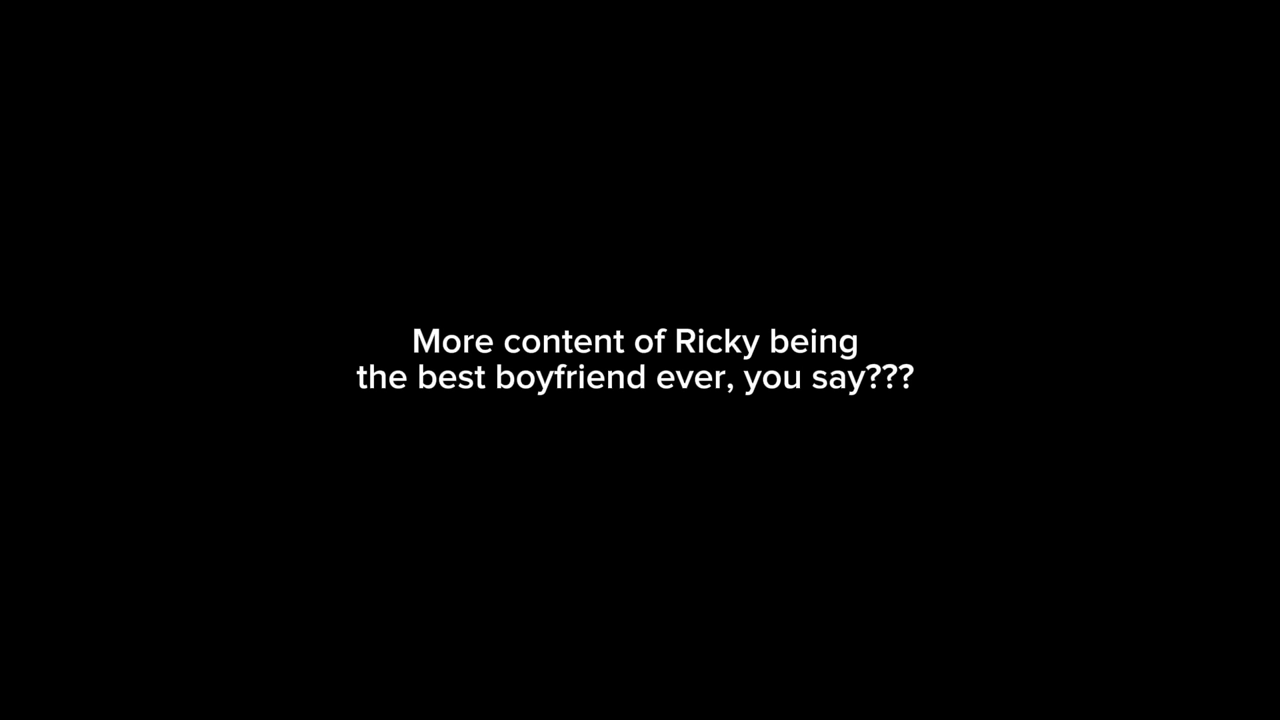 More content of Ricky being
the best boyfriend ever, you say???